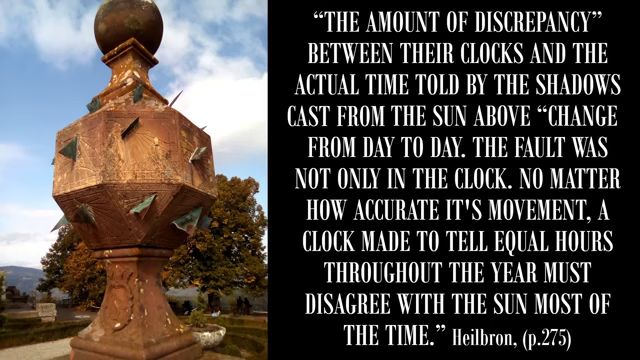 “THE AMOUNT OF DISCREPANCY”
BETWEEN THEIR CLOCKS AND THE
ACTUAL TIME TOLD BY THE SHADOWS
CAST FROM THE SUN ABOVE “CHANGE
FROM DAY TO DAY. THE FAULT WAS
NOT ONLY IN THE CLOCK. NO MATTER
HOW ACCURATE IT'S MOVEMENT, A
CLOCK MADE TO TELL EQUAL HOURS
THROUGHOUT THE YEAR MUST
DISAGREE WITH THE SUN MOST OF
THE TIME.” Heilbron, (p.275)